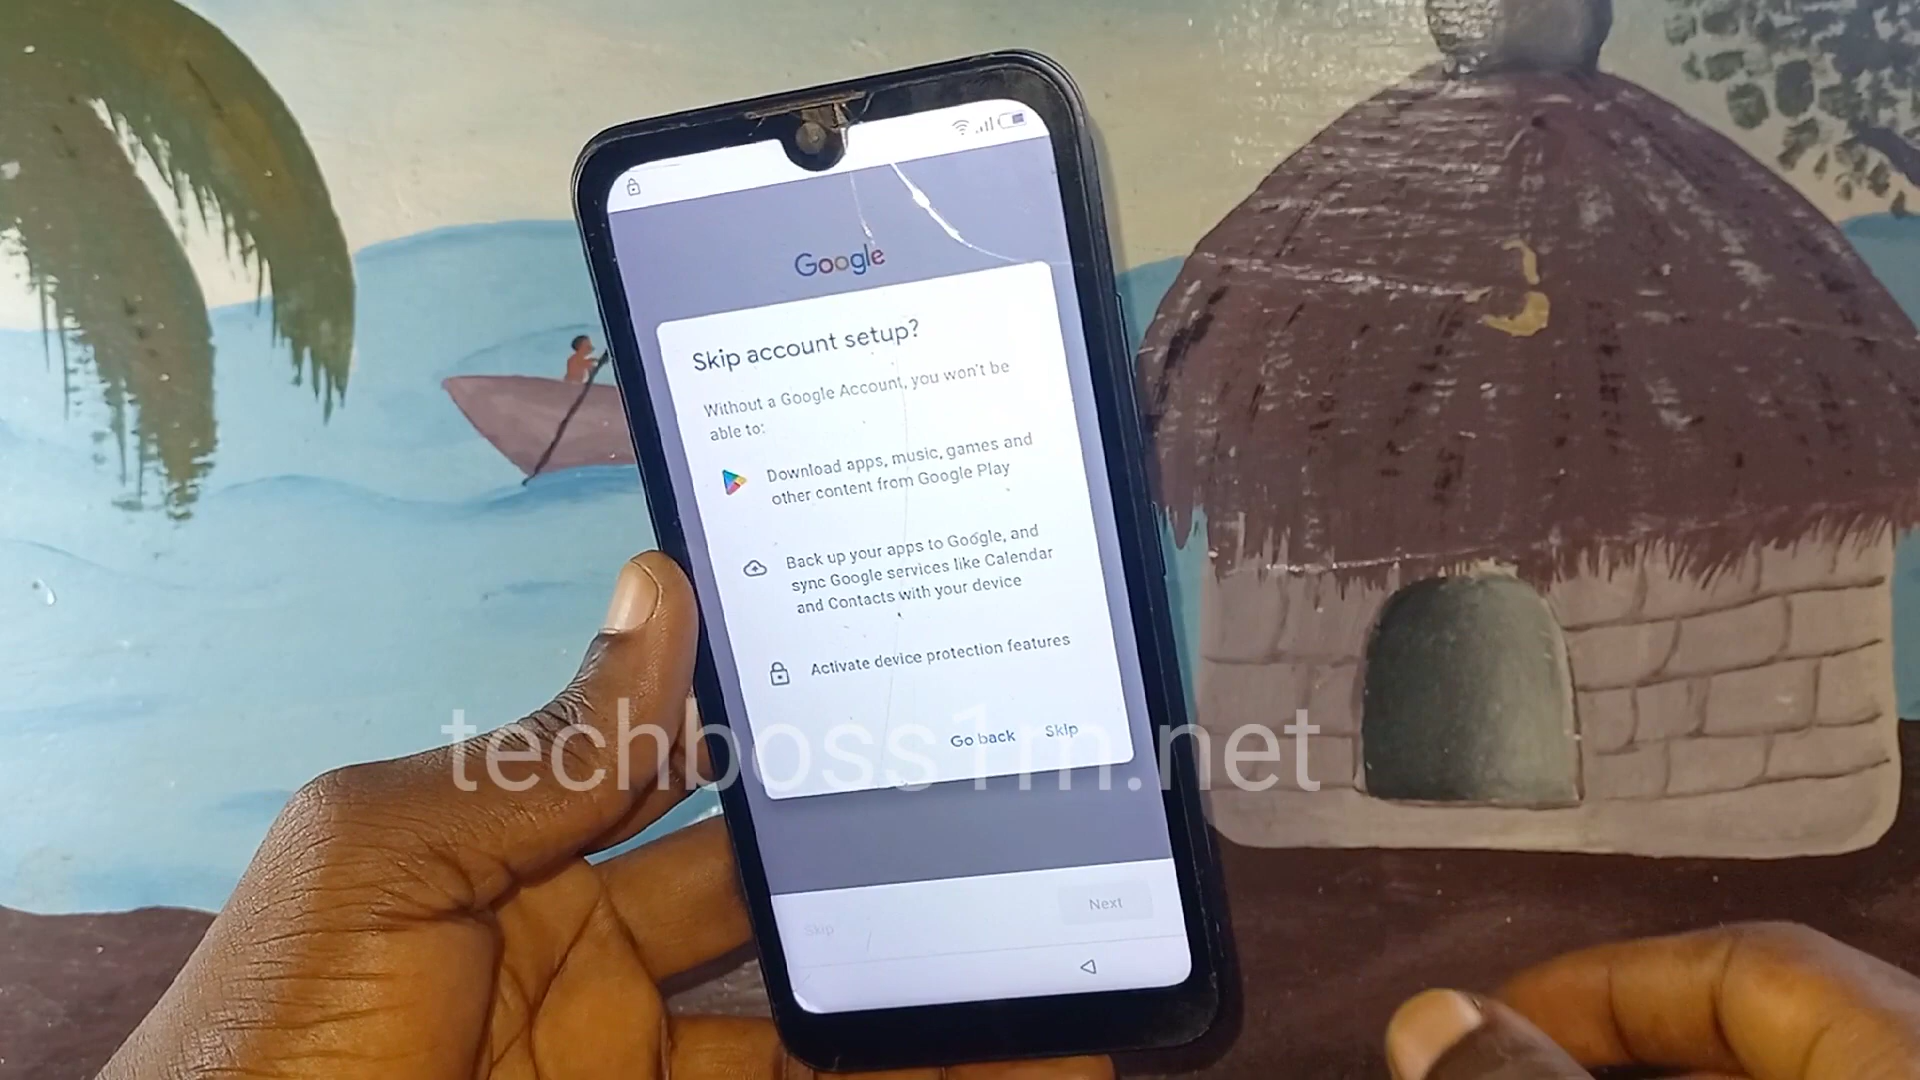 Google
Skip account setup?
Without a Google Account, you won't be
able to:
Download apps, music, games and
other content from Google Play
Back up your apps to Google, and
sync Google services like Calendar
and Contacts with your device
Activate device protection features
Go back Skip
techboss1rn.net
Skip Next